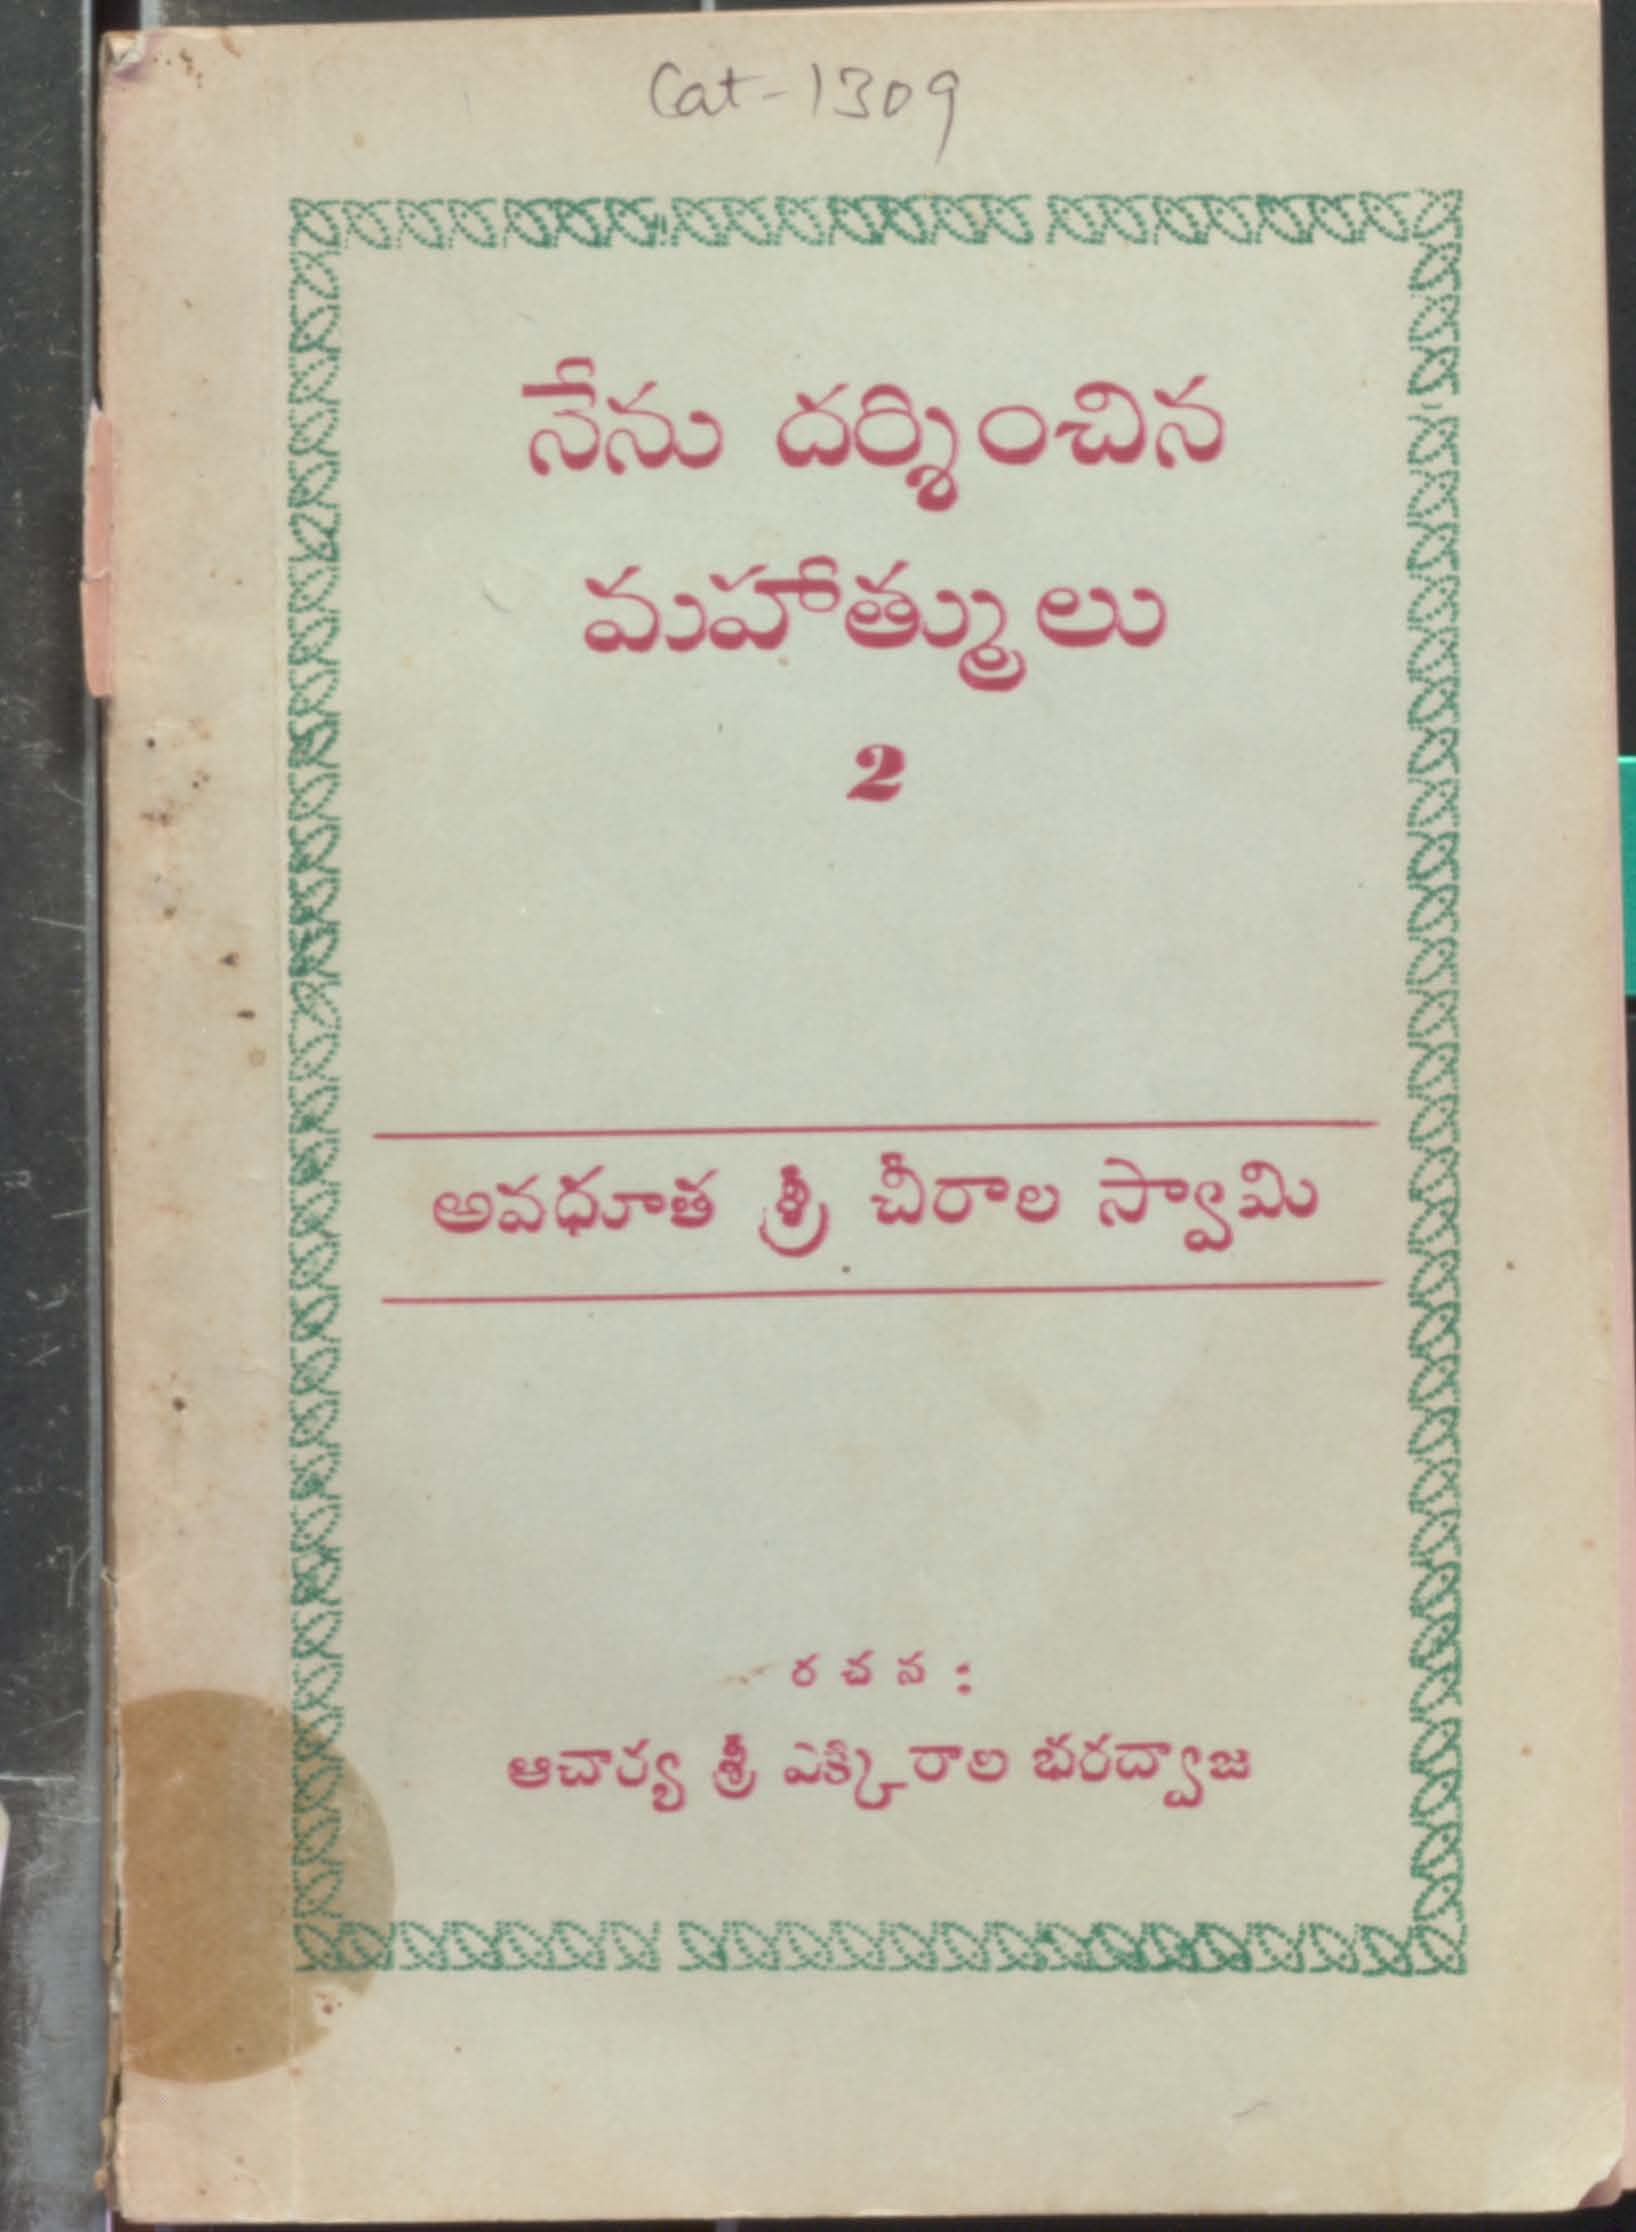 Cat-1309
నేను దర్శించిన
మహాత్ములు
2
అవధూత శ్రీ చీరాల స్వామి
రచన :
ఆచార్య శ్రీ ఎక్కిరాల భరద్వాజ